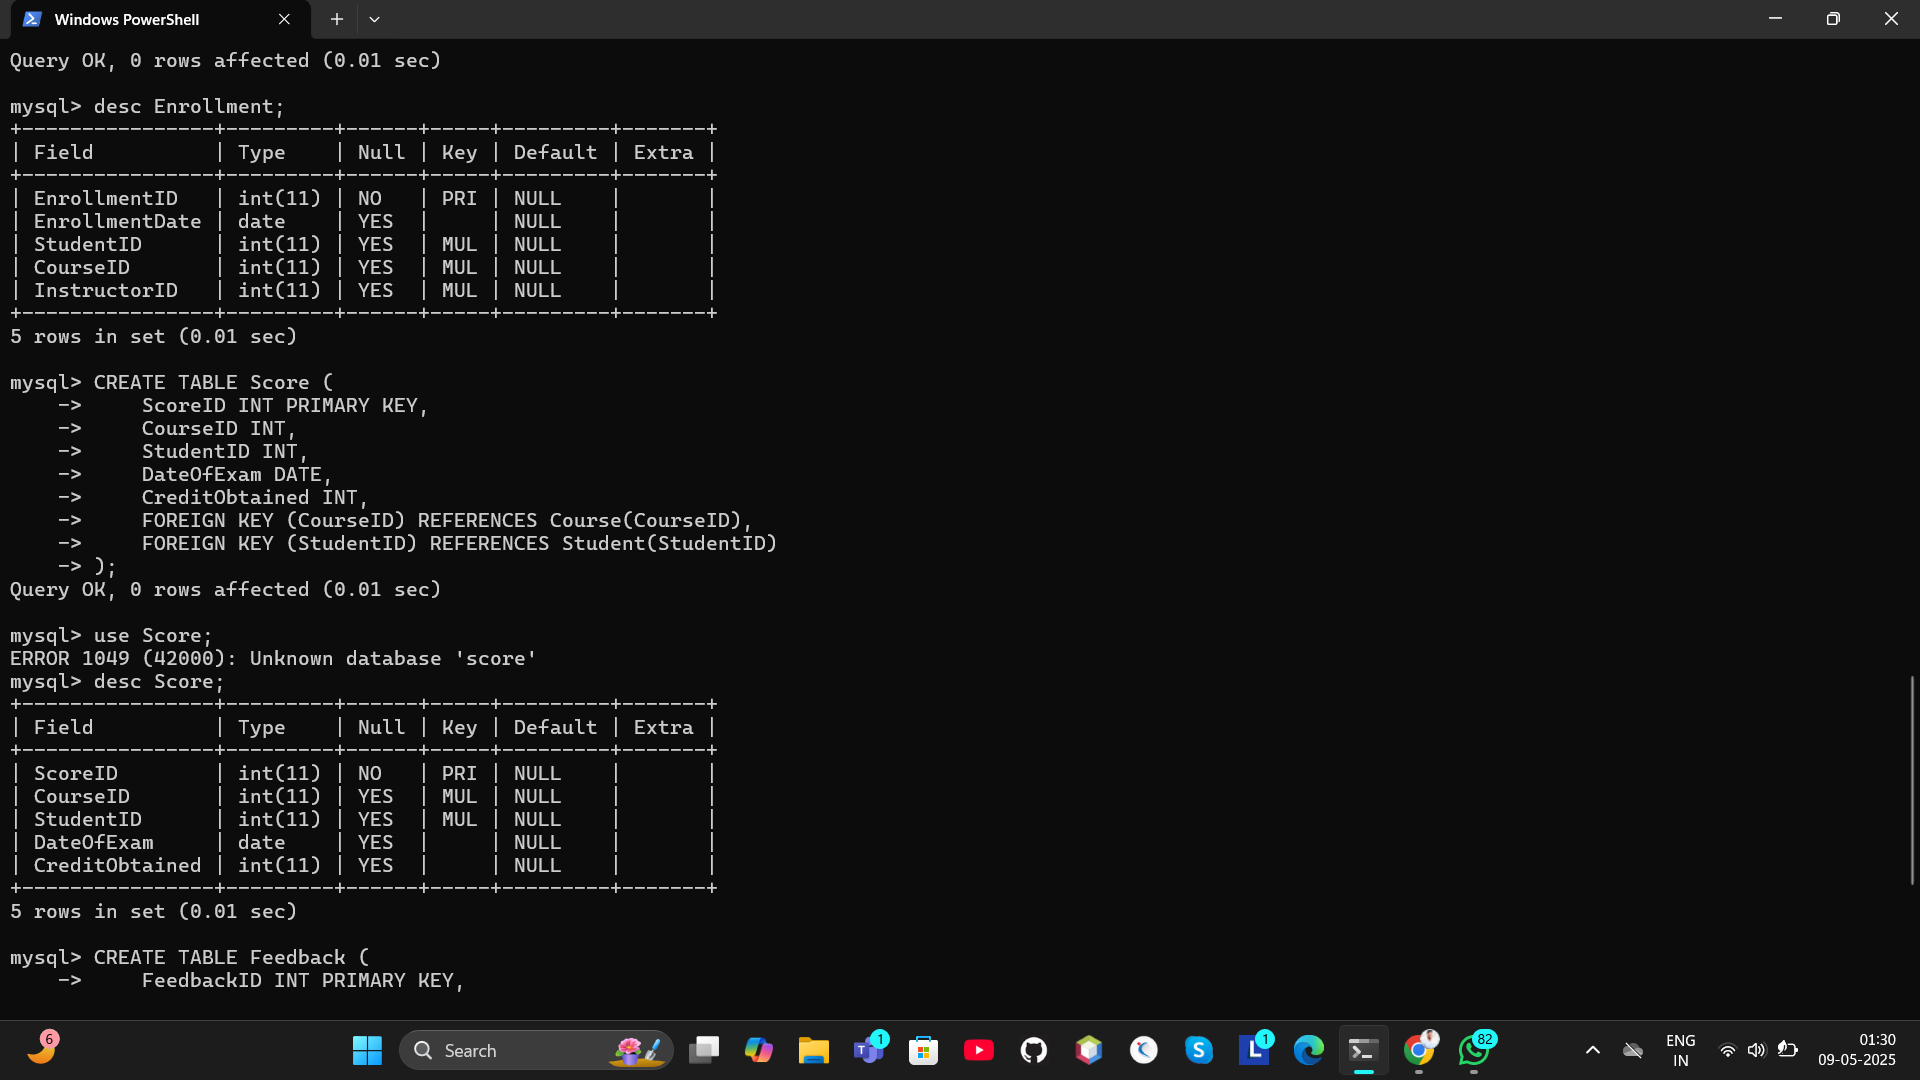 Windows PowerShell
Query OK, 0 rows affected (0.01 sec)
mysql> desc Enrollment;
+----------------+---------+------+-----+---------+-------+
| Field          | Type    | Null | Key | Default | Extra |
+----------------+---------+------+-----+---------+-------+
| EnrollmentID   | int(11) | NO   | PRI | NULL    |       |
| EnrollmentDate | date    | YES  |     | NULL    |       |
| StudentID      | int(11) | YES  | MUL | NULL    |       |
| CourseID       | int(11) | YES  | MUL | NULL    |       |
| InstructorID   | int(11) | YES  | MUL | NULL    |       |
+----------------+---------+------+-----+---------+-------+
5 rows in set (0.01 sec)
mysql> CREATE TABLE Score (
    ->     ScoreID INT PRIMARY KEY,
    ->     CourseID INT,
    ->     StudentID INT,
    ->     DateOfExam DATE,
    ->     CreditObtained INT,
    ->     FOREIGN KEY (CourseID) REFERENCES Course(CourseID),
    ->     FOREIGN KEY (StudentID) REFERENCES Student(StudentID)
    -> );
Query OK, 0 rows affected (0.01 sec)
mysql> use Score;
ERROR 1049 (42000): Unknown database 'score'
mysql> desc Score;
+----------------+---------+------+-----+---------+-------+
| Field          | Type    | Null | Key | Default | Extra |
+----------------+---------+------+-----+---------+-------+
| ScoreID        | int(11) | NO   | PRI | NULL    |       |
| CourseID       | int(11) | YES  | MUL | NULL    |       |
| StudentID      | int(11) | YES  | MUL | NULL    |       |
| DateOfExam     | date    | YES  |     | NULL    |       |
| CreditObtained | int(11) | YES  |     | NULL    |       |
+----------------+---------+------+-----+---------+-------+
5 rows in set (0.01 sec)
mysql> CREATE TABLE Feedback (
    ->     FeedbackID INT PRIMARY KEY,
6
Search
T 1
S
L 1
82
ENG
IN
01:30
09-05-2025